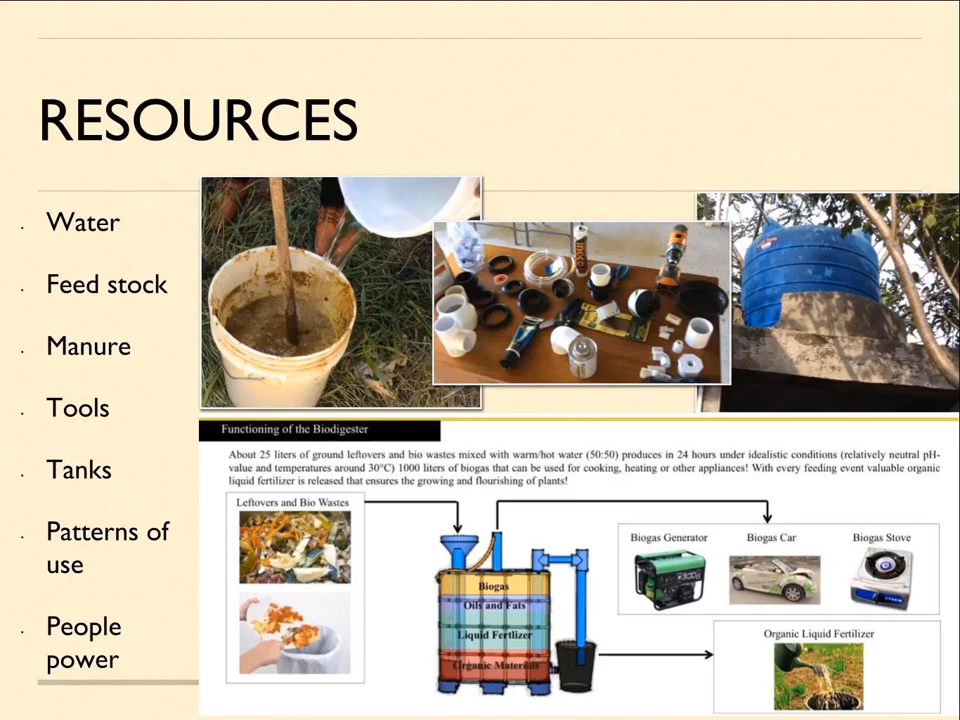 RESOURCES
Water
Feed stock
Manure
Tools
Tanks
Patterns of
use
People
power
Functioning of the Biodigester
About 25 liters of ground leftovers and bio wastes mixed with warm/hot water (50:50) produces in 24 hours under idealistic conditions (relatively neutral pH-
value and temperatures around 30°C) 1000 liters of biogas that can be used for cooking, heating or other appliances! With every feeding event valuable organic
liquid fertilizer is released that ensures the growing and flourishing of plants!
Leftovers and Bio Wastes
Biogas Generator
Biogas Car
Biogas Stove
Biogas
Oils and Fats
Liquid Fertlizer
Organic Materials
Organic Liquid Fertilizer